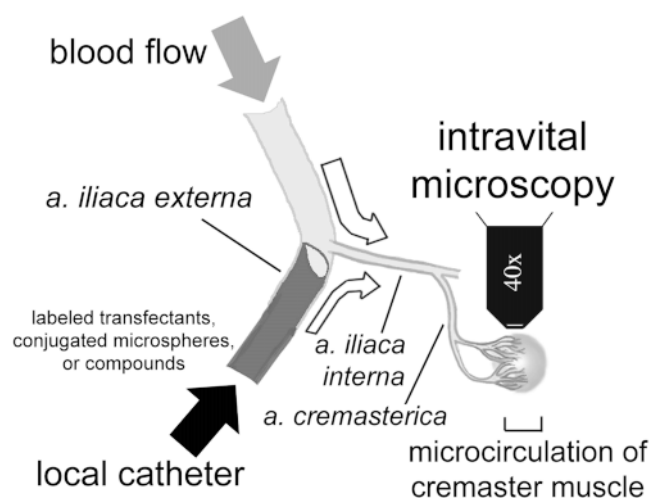 blood flow
intravital
microscopy
a. iliaca externa
40x
labeled transfectants,
conjugated microspheres,
or compounds
a. iliaca
interna
a. cremasterica
local catheter
microcirculation of
cremaster muscle